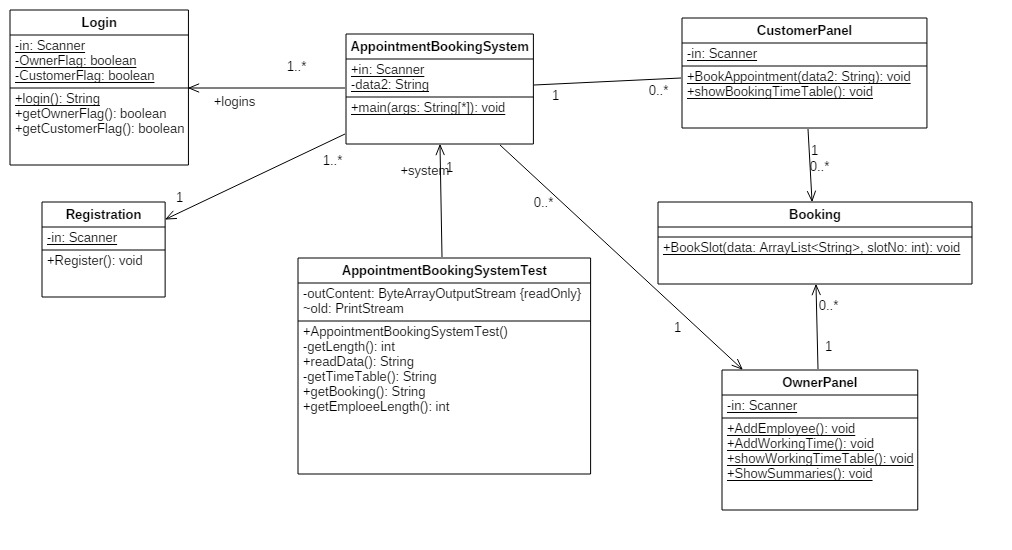 Login
-in: Scanner
-OwnerFlag: boolean
-CustomerFlag: boolean
+login(): String
+getOwnerFlag(): boolean
+getCustomerFlag(): boolean
1..*
+logins
AppointmentBookingSystem
+in: Scanner
-data2: String
+main(args: String[*]): void
1
0..*
CustomerPanel
-in: Scanner
+BookAppointment(data2: String): void
+showBookingTimeTable(): void
1..*
1
+system
1
0..*
1
0..*
Registration
-in: Scanner
+Register(): void
Booking
+BookSlot(data: ArrayList<String>, slotNo: int): void
AppointmentBookingSystemTest
-outContent: ByteArrayOutputStream {readOnly}
~old: PrintStream
+AppointmentBookingSystemTest()
-getLength(): int
+readData(): String
-getTimeTable(): String
+getBooking(): String
+getEmploeeLength(): int
0..*
1
1
OwnerPanel
-in: Scanner
+AddEmployee(): void
+AddWorkingTime(): void
+showWorkingTimeTable(): void
+ShowSummaries(): void